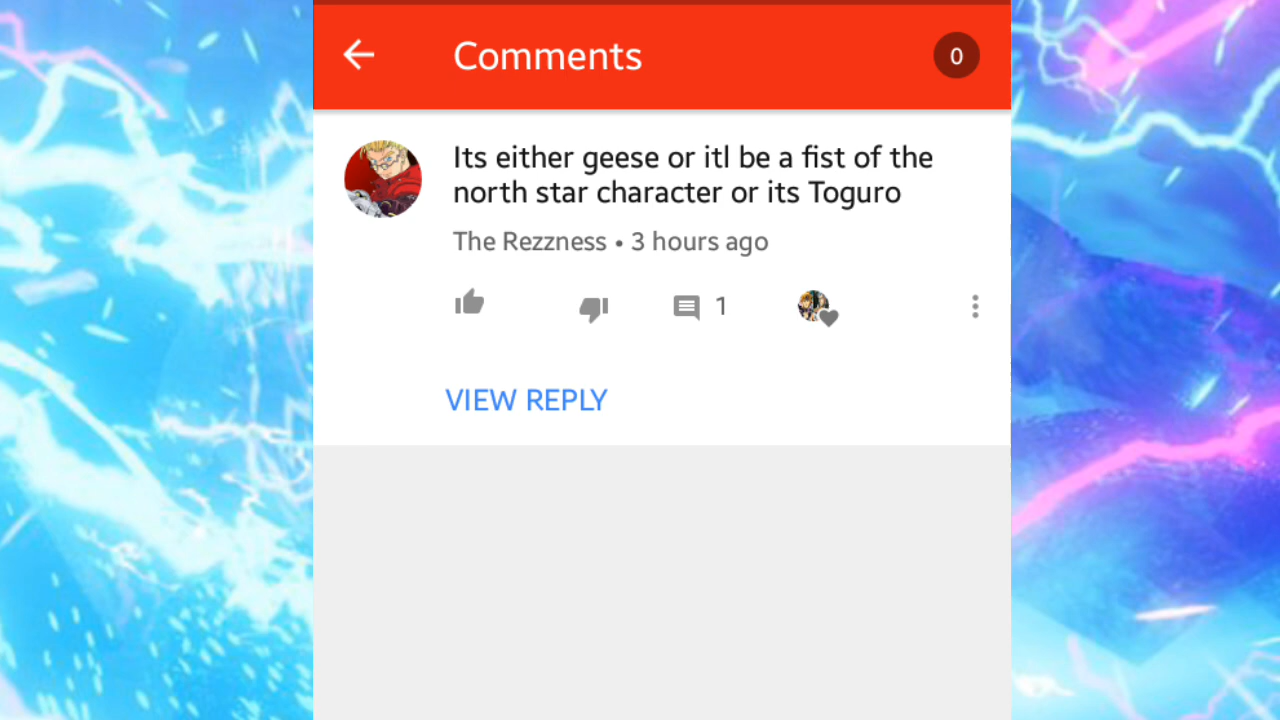 Comments
0
Its either geese or itl be a fist of the
north star character or its Toguro
The Rezzness • 3 hours ago
1
VIEW REPLY